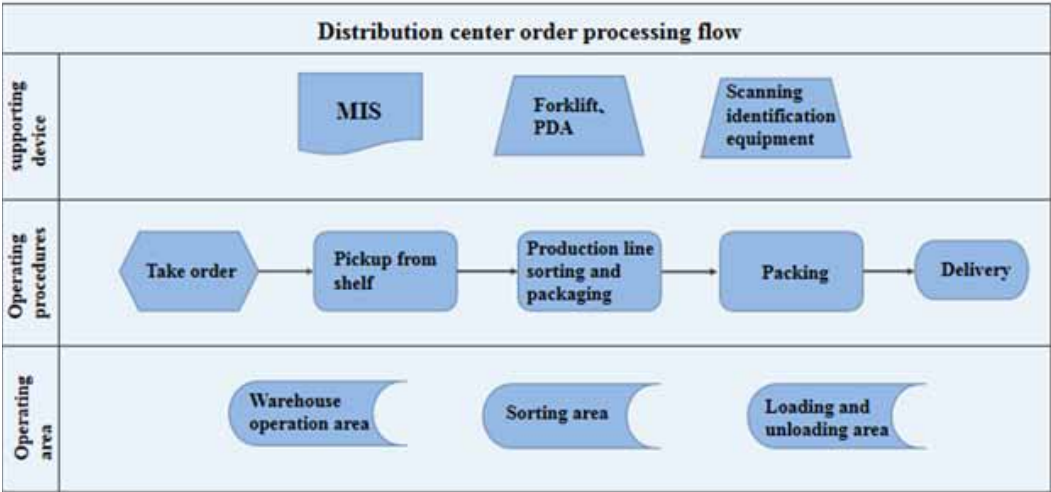 Distribution center order processing flow
supporting
device
MIS
Forklift、
PDA
Scanning
identification
equipment
Operating
procedures
Take order
Pickup from
shelf
Production line
sorting and
packaging
Packing
Delivery
Operating
area
Warehouse
operation area
Sorting area
Loading and
unloading area